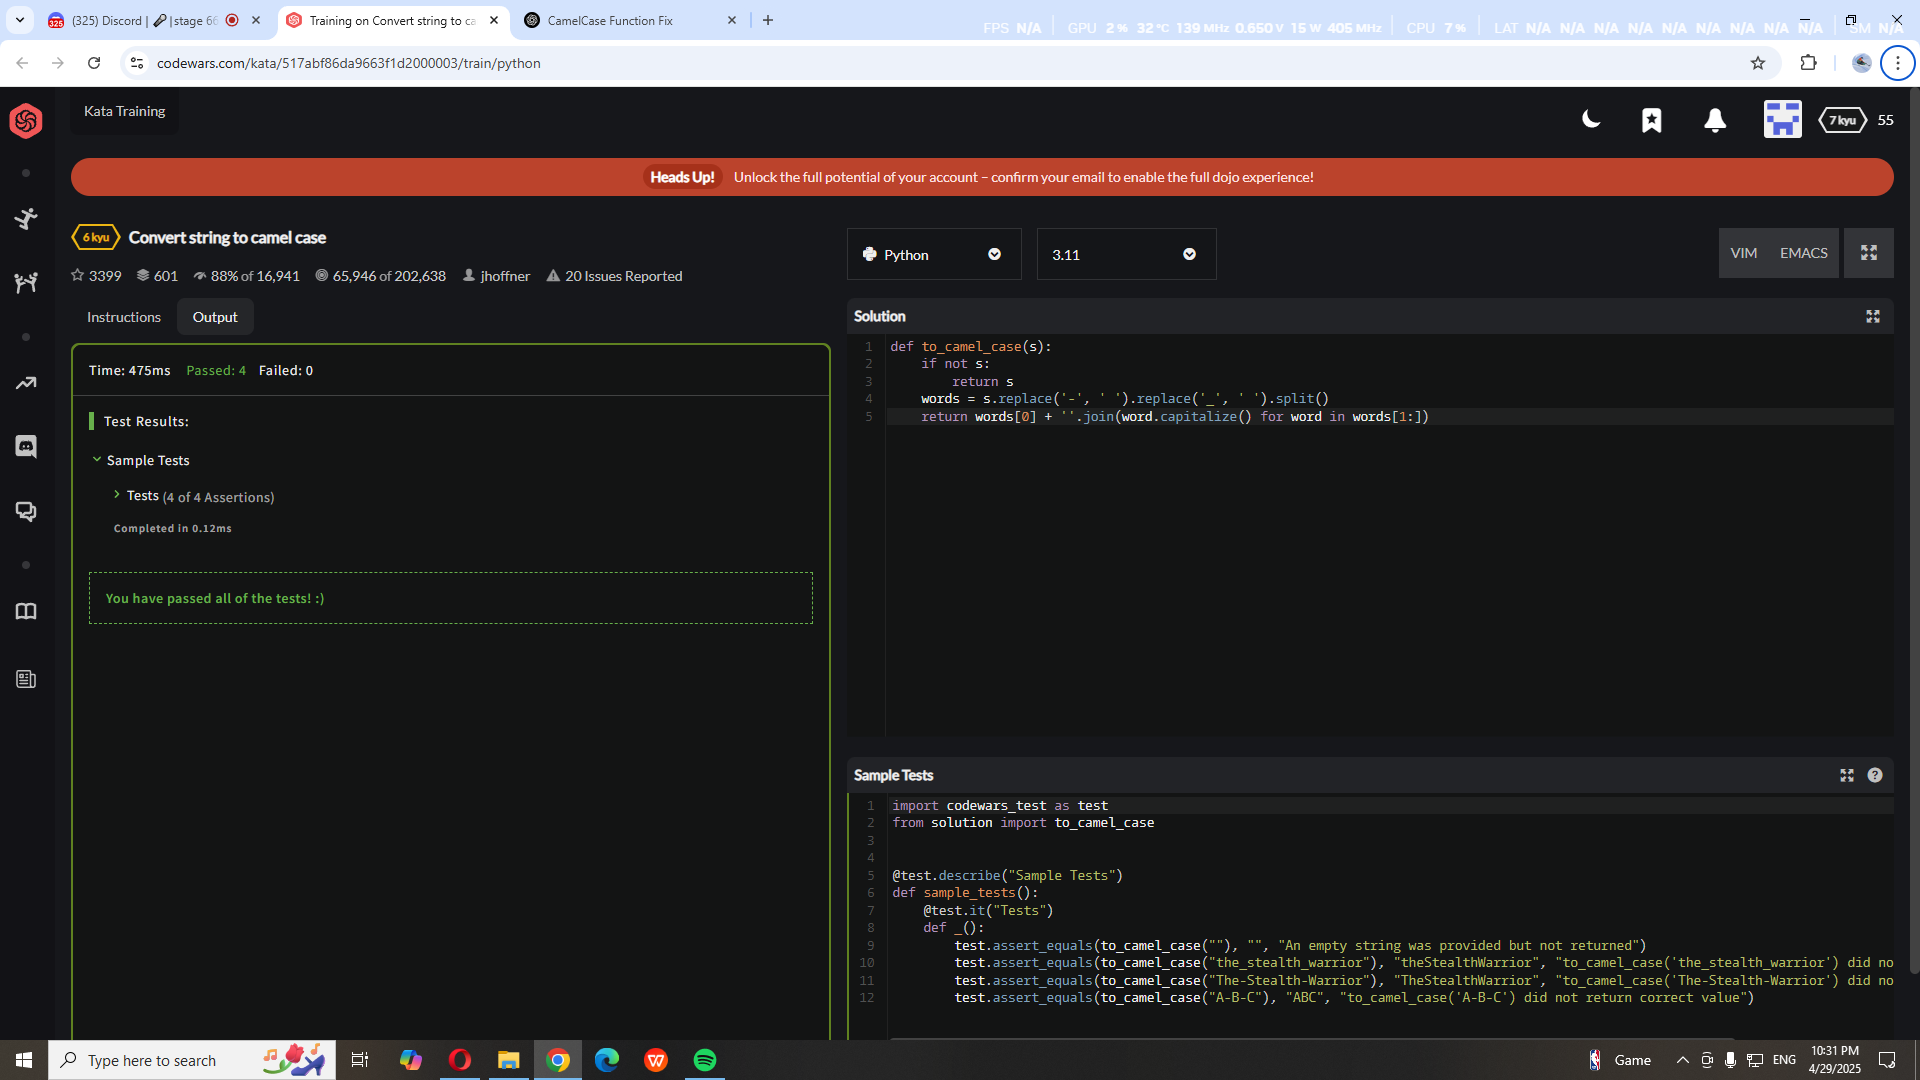 (325) Discord | 🎤 | stage 66
Training on Convert string to ca
CamelCase Function Fix
FPS N/A GPU 2 % 32 °C 139 MHz 0.650 V 15 W 405 MHz CPU 7 % LAT N/A N/A N/A N/A N/A N/A N/A N/A N/A SM N/A
codewars.com/kata/517abf86da9663f1d2000003/train/python
Kata Training
7 kyu 55
Heads Up! Unlock the full potential of your account – confirm your email to enable the full dojo experience!
6 kyu Convert string to camel case
3399 601 88% of 16,941 65,946 of 202,638 jhoffner 20 Issues Reported
Python 3.11 VIM EMACS
Instructions Output
Time: 475ms Passed: 4 Failed: 0
Test Results:
Sample Tests
Tests (4 of 4 Assertions)
Completed in 0.12ms
You have passed all of the tests! :)
Solution
1 def to_camel_case(s):
2     if not s:
3         return s
4     words = s.replace('-', ' ').replace('_', ' ').split()
5     return words[0] + ''.join(word.capitalize() for word in words[1:])
Sample Tests
1 import codewars_test as test
2 from solution import to_camel_case
3
4
5 @test.describe("Sample Tests")
6 def sample_tests():
7     @test.it("Tests")
8     def _():
9         test.assert_equals(to_camel_case(""), "", "An empty string was provided but not returned")
10         test.assert_equals(to_camel_case("the_stealth_warrior"), "theStealthWarrior", "to_camel_case('the_stealth_warrior') did no
11         test.assert_equals(to_camel_case("The-Stealth-Warrior"), "TheStealthWarrior", "to_camel_case('The-Stealth-Warrior') did no
12         test.assert_equals(to_camel_case("A-B-C"), "ABC", "to_camel_case('A-B-C') did not return correct value")
Type here to search
Game
ENG
10:31 PM
4/29/2025